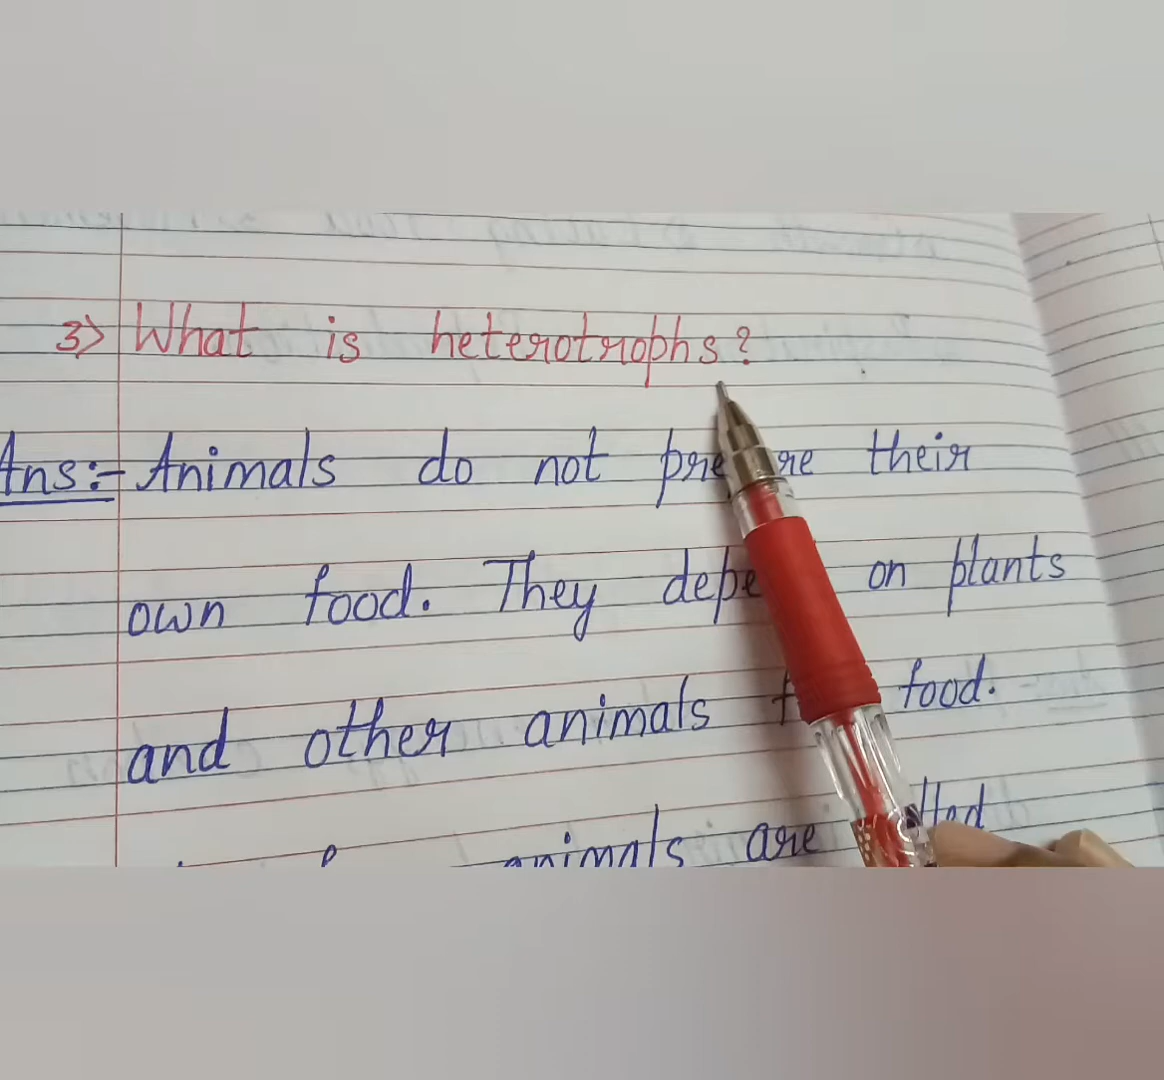 3) What is heterotrophs?
Ans:- Animals do not pre re their
own food. They depe on plants
and other animals food.
animals are